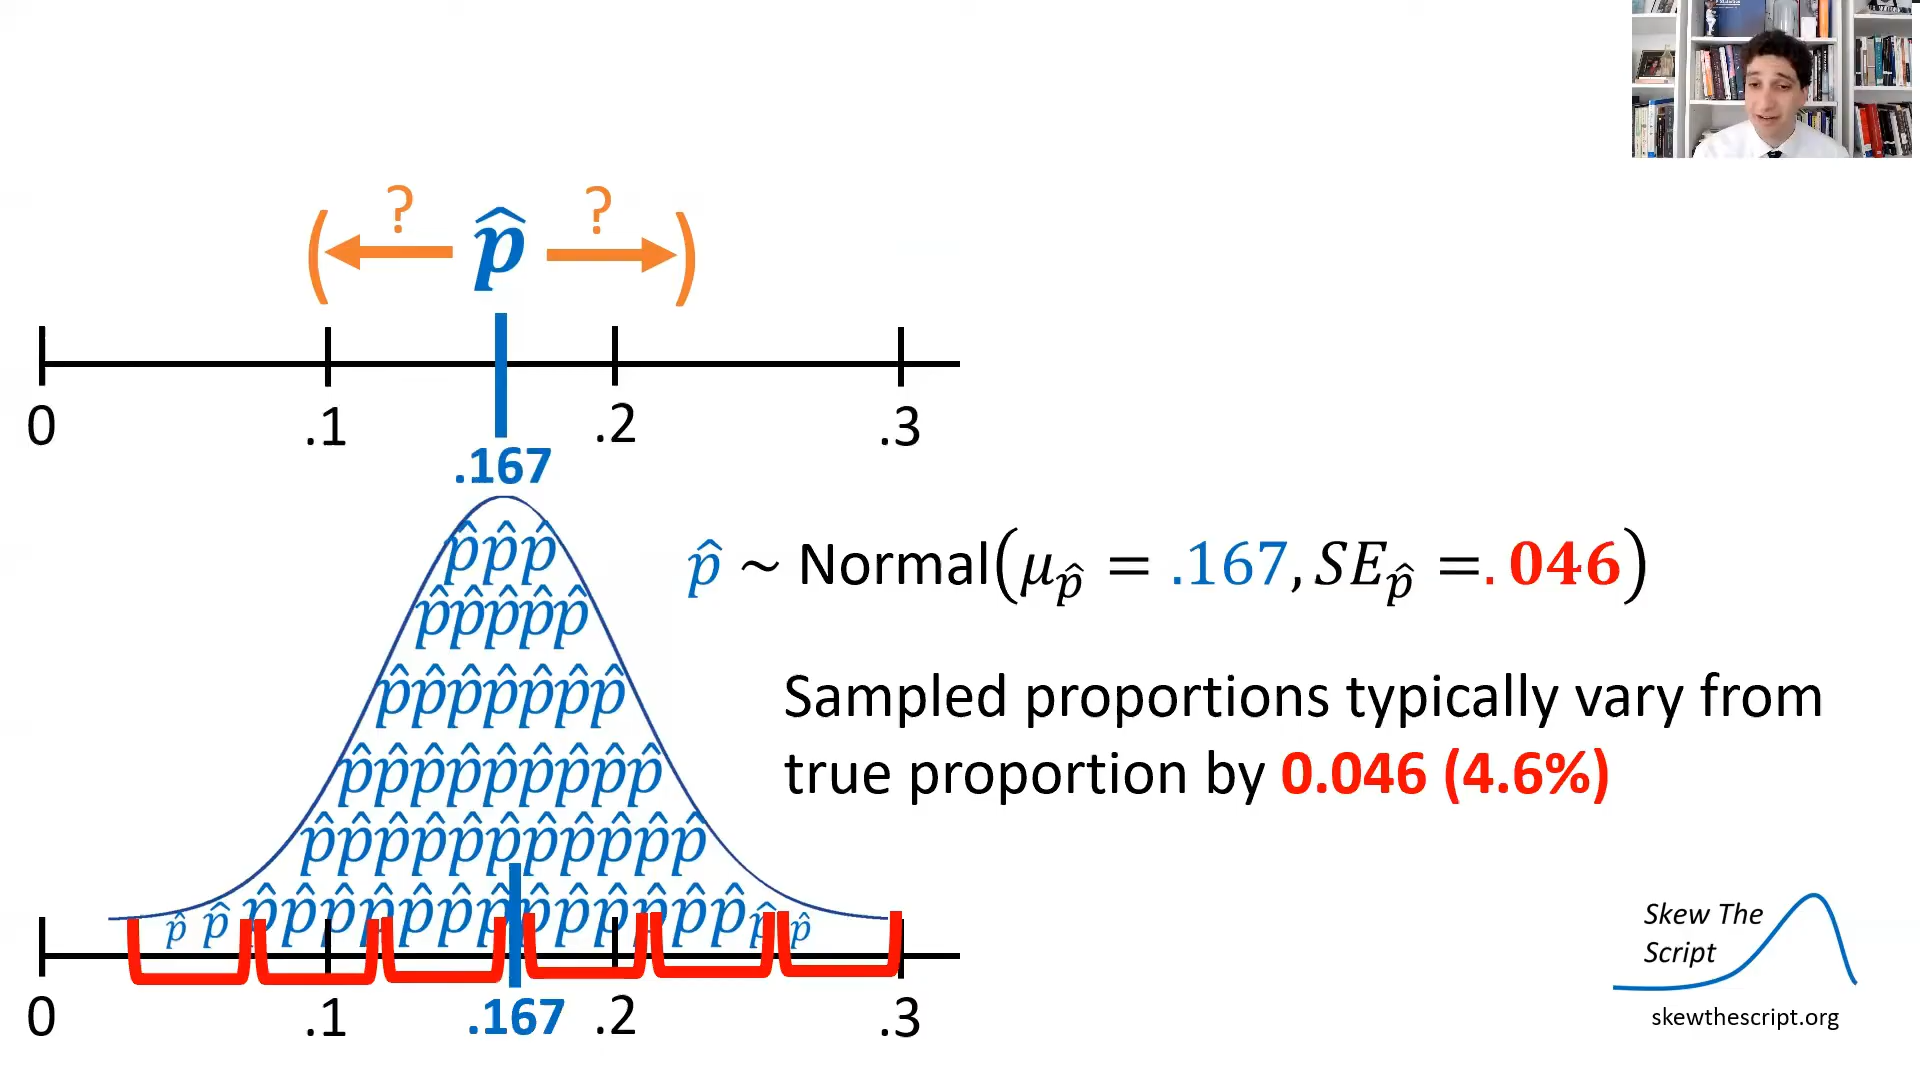 ? ?
( p̂ )
0 .1 .2 .3
.167
p̂p̂p̂
p̂p̂p̂p̂p̂
p̂p̂p̂p̂p̂p̂p̂
p̂p̂p̂p̂p̂p̂p̂p̂p̂
p̂p̂p̂p̂p̂p̂p̂p̂p̂p̂p̂
p̂ p̂ p̂p̂p̂p̂p̂p̂p̂p̂p̂p̂p̂p̂p̂p̂ p̂
0 .1 .167 .2 .3
p̂ ~ Normal(μp̂ = .167, SEp̂ =.046)
Sampled proportions typically vary from
true proportion by 0.046 (4.6%)
Skew The
Script
skewthescript.org